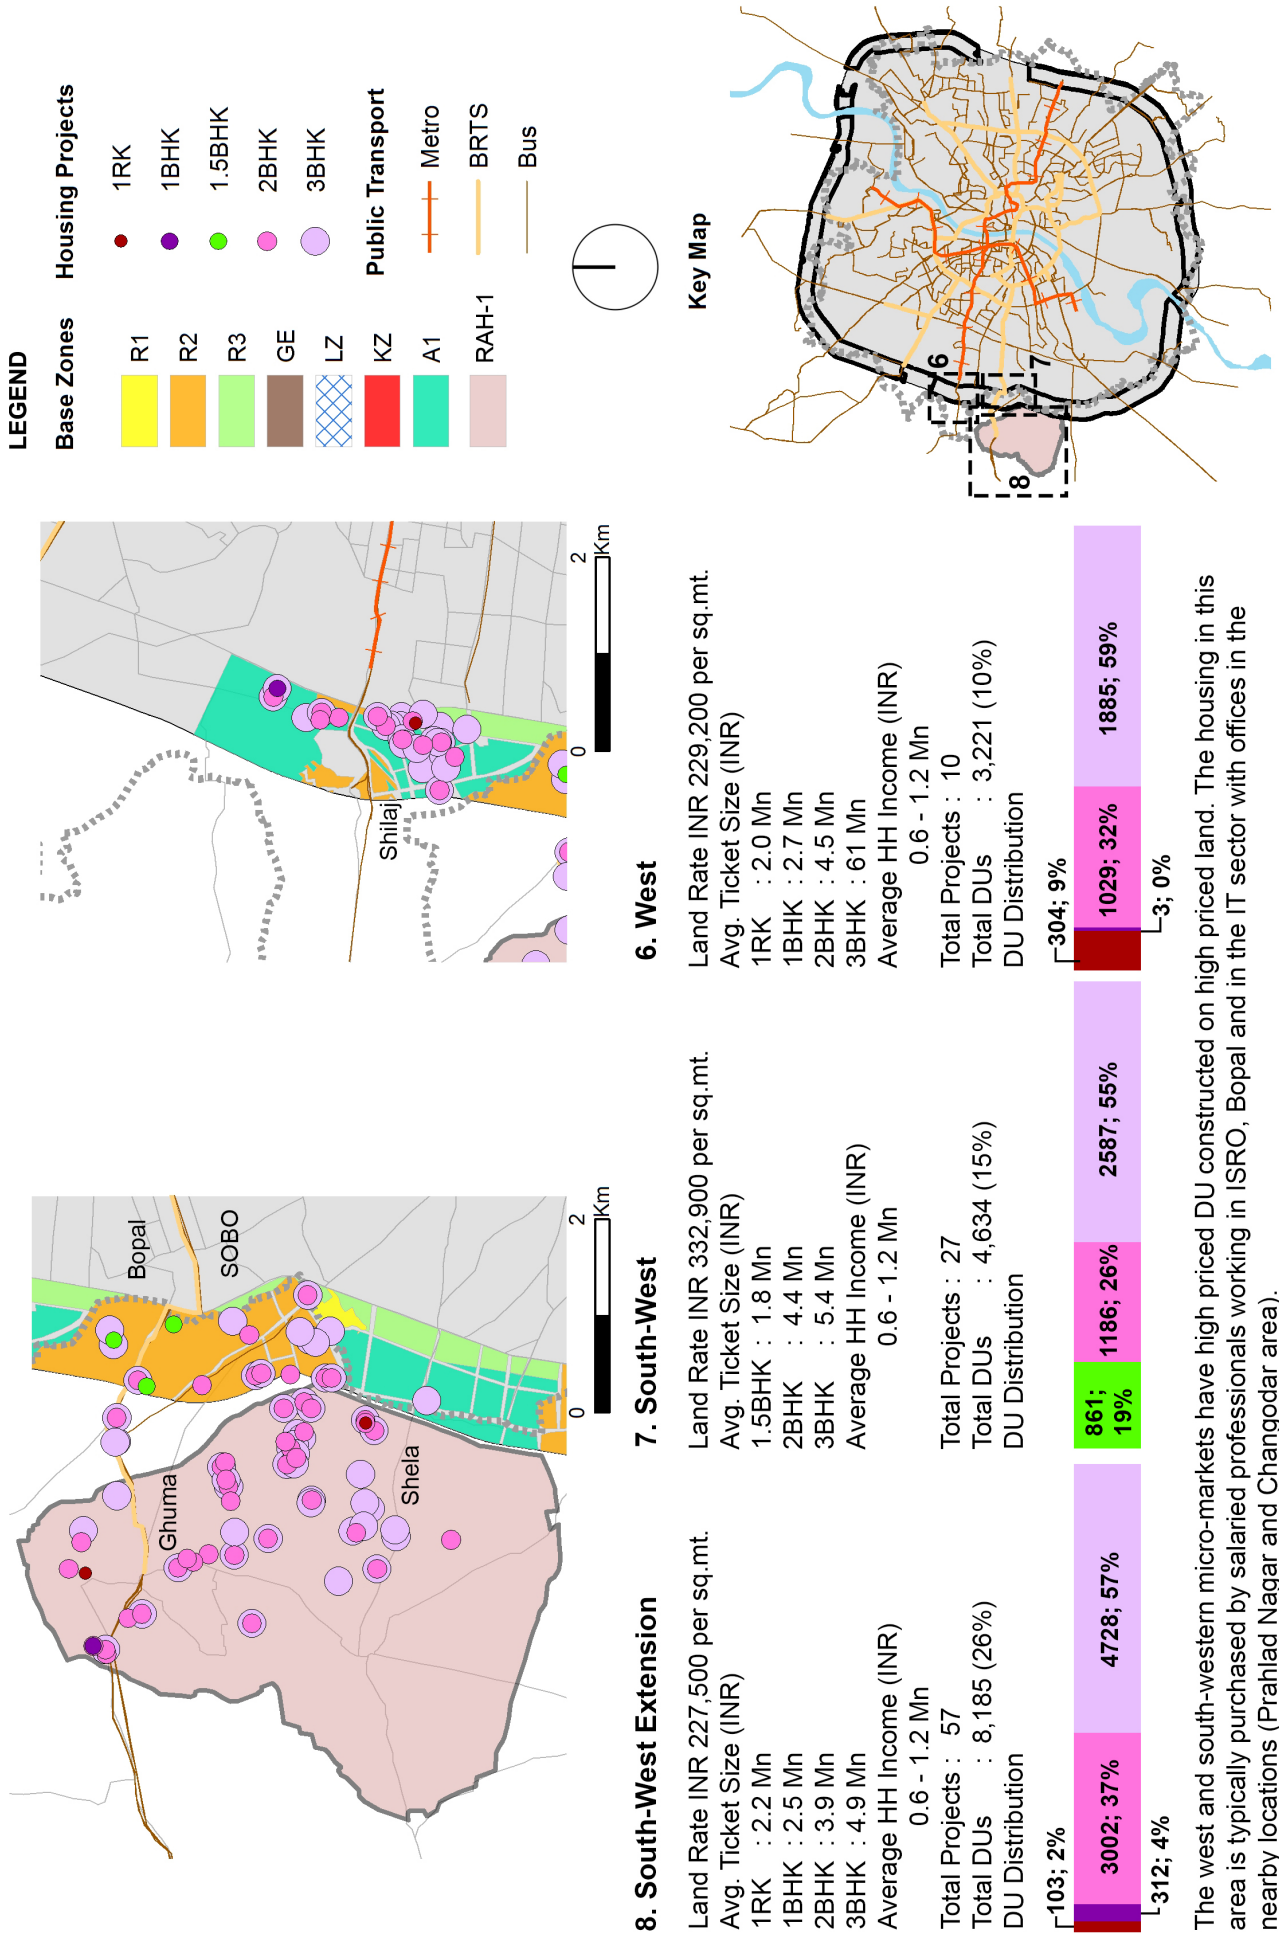 Bopal
SOBO
Ghuma
Shela
0
2
Km
Shilaj
0
2
Km
LEGEND
Base Zones
R1
R2
R3
GE
LZ
KZ
A1
RAH-1
Housing Projects
1RK
1BHK
1.5BHK
2BHK
3BHK
Public Transport
Metro
BRTS
Bus
8. South-West Extension
Land Rate INR 227,500 per sq.mt.
Avg. Ticket Size (INR)
1RK : 2.2 Mn
1BHK : 2.5 Mn
2BHK : 3.9 Mn
3BHK : 4.9 Mn
Average HH Income (INR)
0.6 - 1.2 Mn
Total Projects : 57
Total DUs : 8,185 (26%)
DU Distribution
103; 2%
3002; 37%
4728; 57%
312; 4%
7. South-West
Land Rate INR 332,900 per sq.mt.
Avg. Ticket Size (INR)
1.5BHK : 1.8 Mn
2BHK : 4.4 Mn
3BHK : 5.4 Mn
Average HH Income (INR)
0.6 - 1.2 Mn
Total Projects : 27
Total DUs : 4,634 (15%)
DU Distribution
861;
19%
1186; 26%
2587; 55%
6. West
Land Rate INR 229,200 per sq.mt.
Avg. Ticket Size (INR)
1RK : 2.0 Mn
1BHK : 2.7 Mn
2BHK : 4.5 Mn
3BHK : 61 Mn
Average HH Income (INR)
0.6 - 1.2 Mn
Total Projects : 10
Total DUs : 3,221 (10%)
DU Distribution
304; 9%
1029; 32%
1885; 59%
3; 0%
Key Map
6
7
8
The west and south-western micro-markets have high priced DU constructed on high priced land. The housing in this
area is typically purchased by salaried professionals working in ISRO, Bopal and in the IT sector with offices in the
nearby locations (Prahlad Nagar and Changodar area).